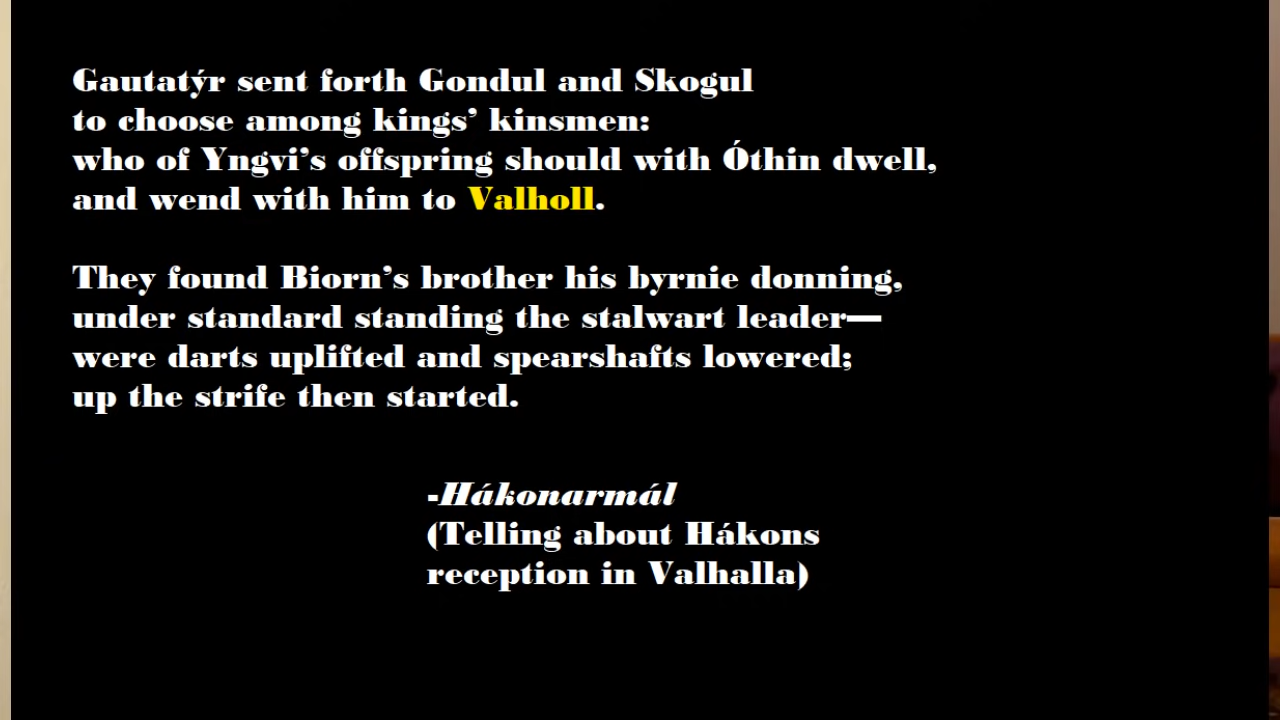 Gautatýr sent forth Gondul and Skogul
to choose among kings’ kinsmen:
who of Yngvi’s offspring should with Óthin dwell,
and wend with him to Valholl.
They found Biorn’s brother his byrnie donning,
under standard standing the stalwart leader—
were darts uplifted and spearshafts lowered;
up the strife then started.
-Hákonarmál
(Telling about Hákons
reception in Valhalla)